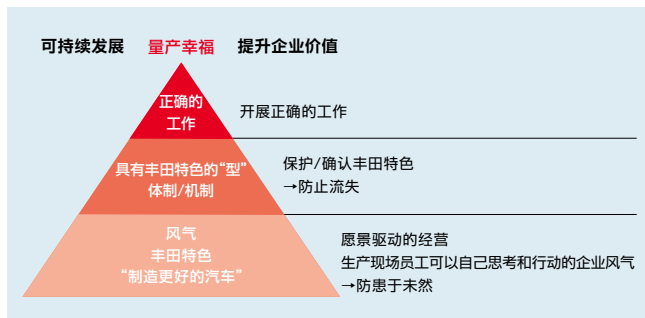 可持续发展 量产幸福 提升企业价值
正确的
工作
开展正确的工作
具有丰田特色的“型”
体制/机制
保护/确认丰田特色
→防止流失
风气
丰田特色
“制造更好的汽车”
愿景驱动的经营
生产现场员工可以自己思考和行动的企业风气
→防患于未然